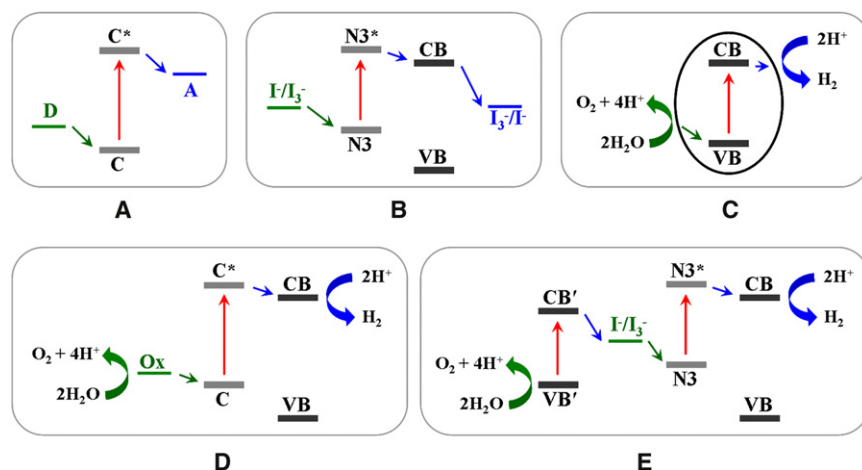 C*
D
A
C
A
N3*
CB
I⁻/I₃⁻
I₃⁻/I⁻
N3
VB
B
CB
2H⁺
O₂ + 4H⁺
H₂
2H₂O
VB
C
C*
CB
2H⁺
H₂
O₂ + 4H⁺
Ox
2H₂O
C
VB
D
N3*
CB
2H⁺
CB′
I⁻/I₃⁻
H₂
O₂ + 4H⁺
N3
2H₂O
VB′
VB
E